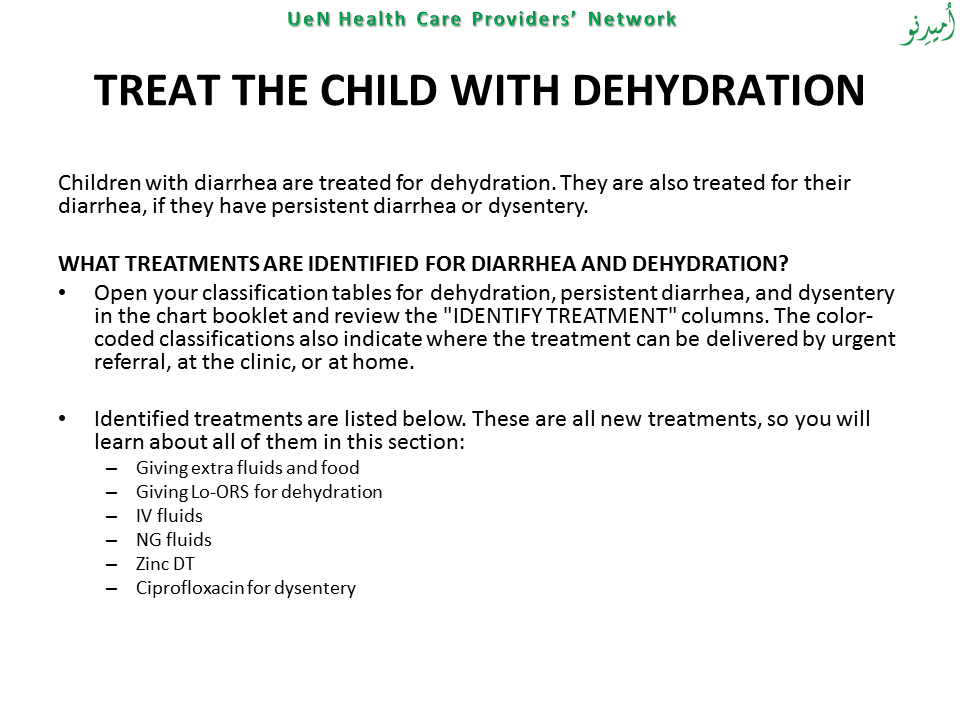 UeN Health Care Providers’ Network
اُمیدِنو
TREAT THE CHILD WITH DEHYDRATION
Children with diarrhea are treated for dehydration. They are also treated for their
diarrhea, if they have persistent diarrhea or dysentery.
WHAT TREATMENTS ARE IDENTIFIED FOR DIARRHEA AND DEHYDRATION?
• Open your classification tables for dehydration, persistent diarrhea, and dysentery
in the chart booklet and review the "IDENTIFY TREATMENT" columns. The color-
coded classifications also indicate where the treatment can be delivered by urgent
referral, at the clinic, or at home.
• Identified treatments are listed below. These are all new treatments, so you will
learn about all of them in this section:
– Giving extra fluids and food
– Giving Lo-ORS for dehydration
– IV fluids
– NG fluids
– Zinc DT
– Ciprofloxacin for dysentery